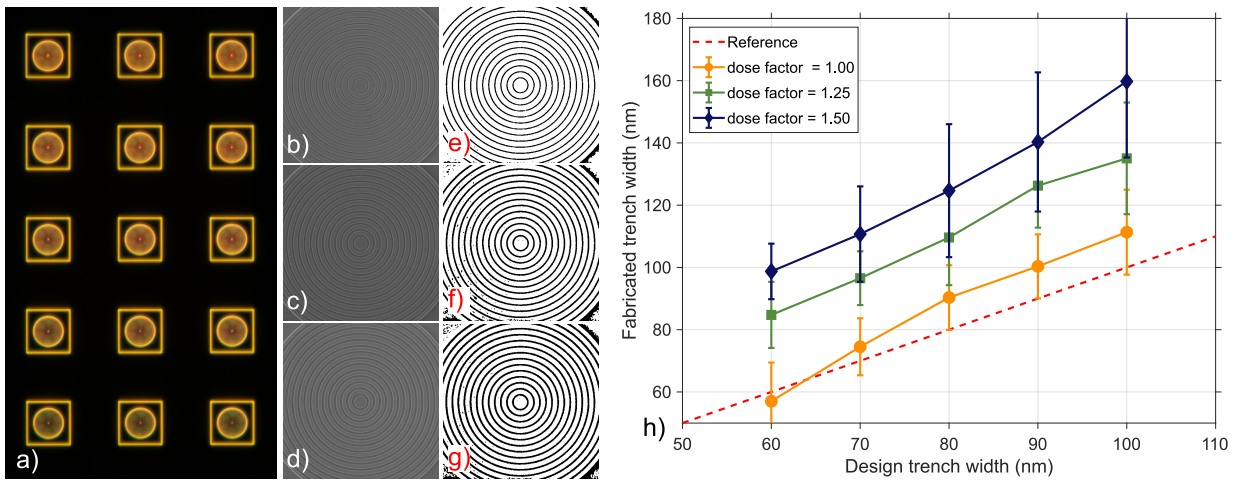 a)
b)
c)
d)
e)
f)
g)
h)
Fabricated trench width (nm)
180
160
140
120
100
80
60
Reference
dose factor = 1.00
dose factor = 1.25
dose factor = 1.50
50 60 70 80 90 100 110
Design trench width (nm)